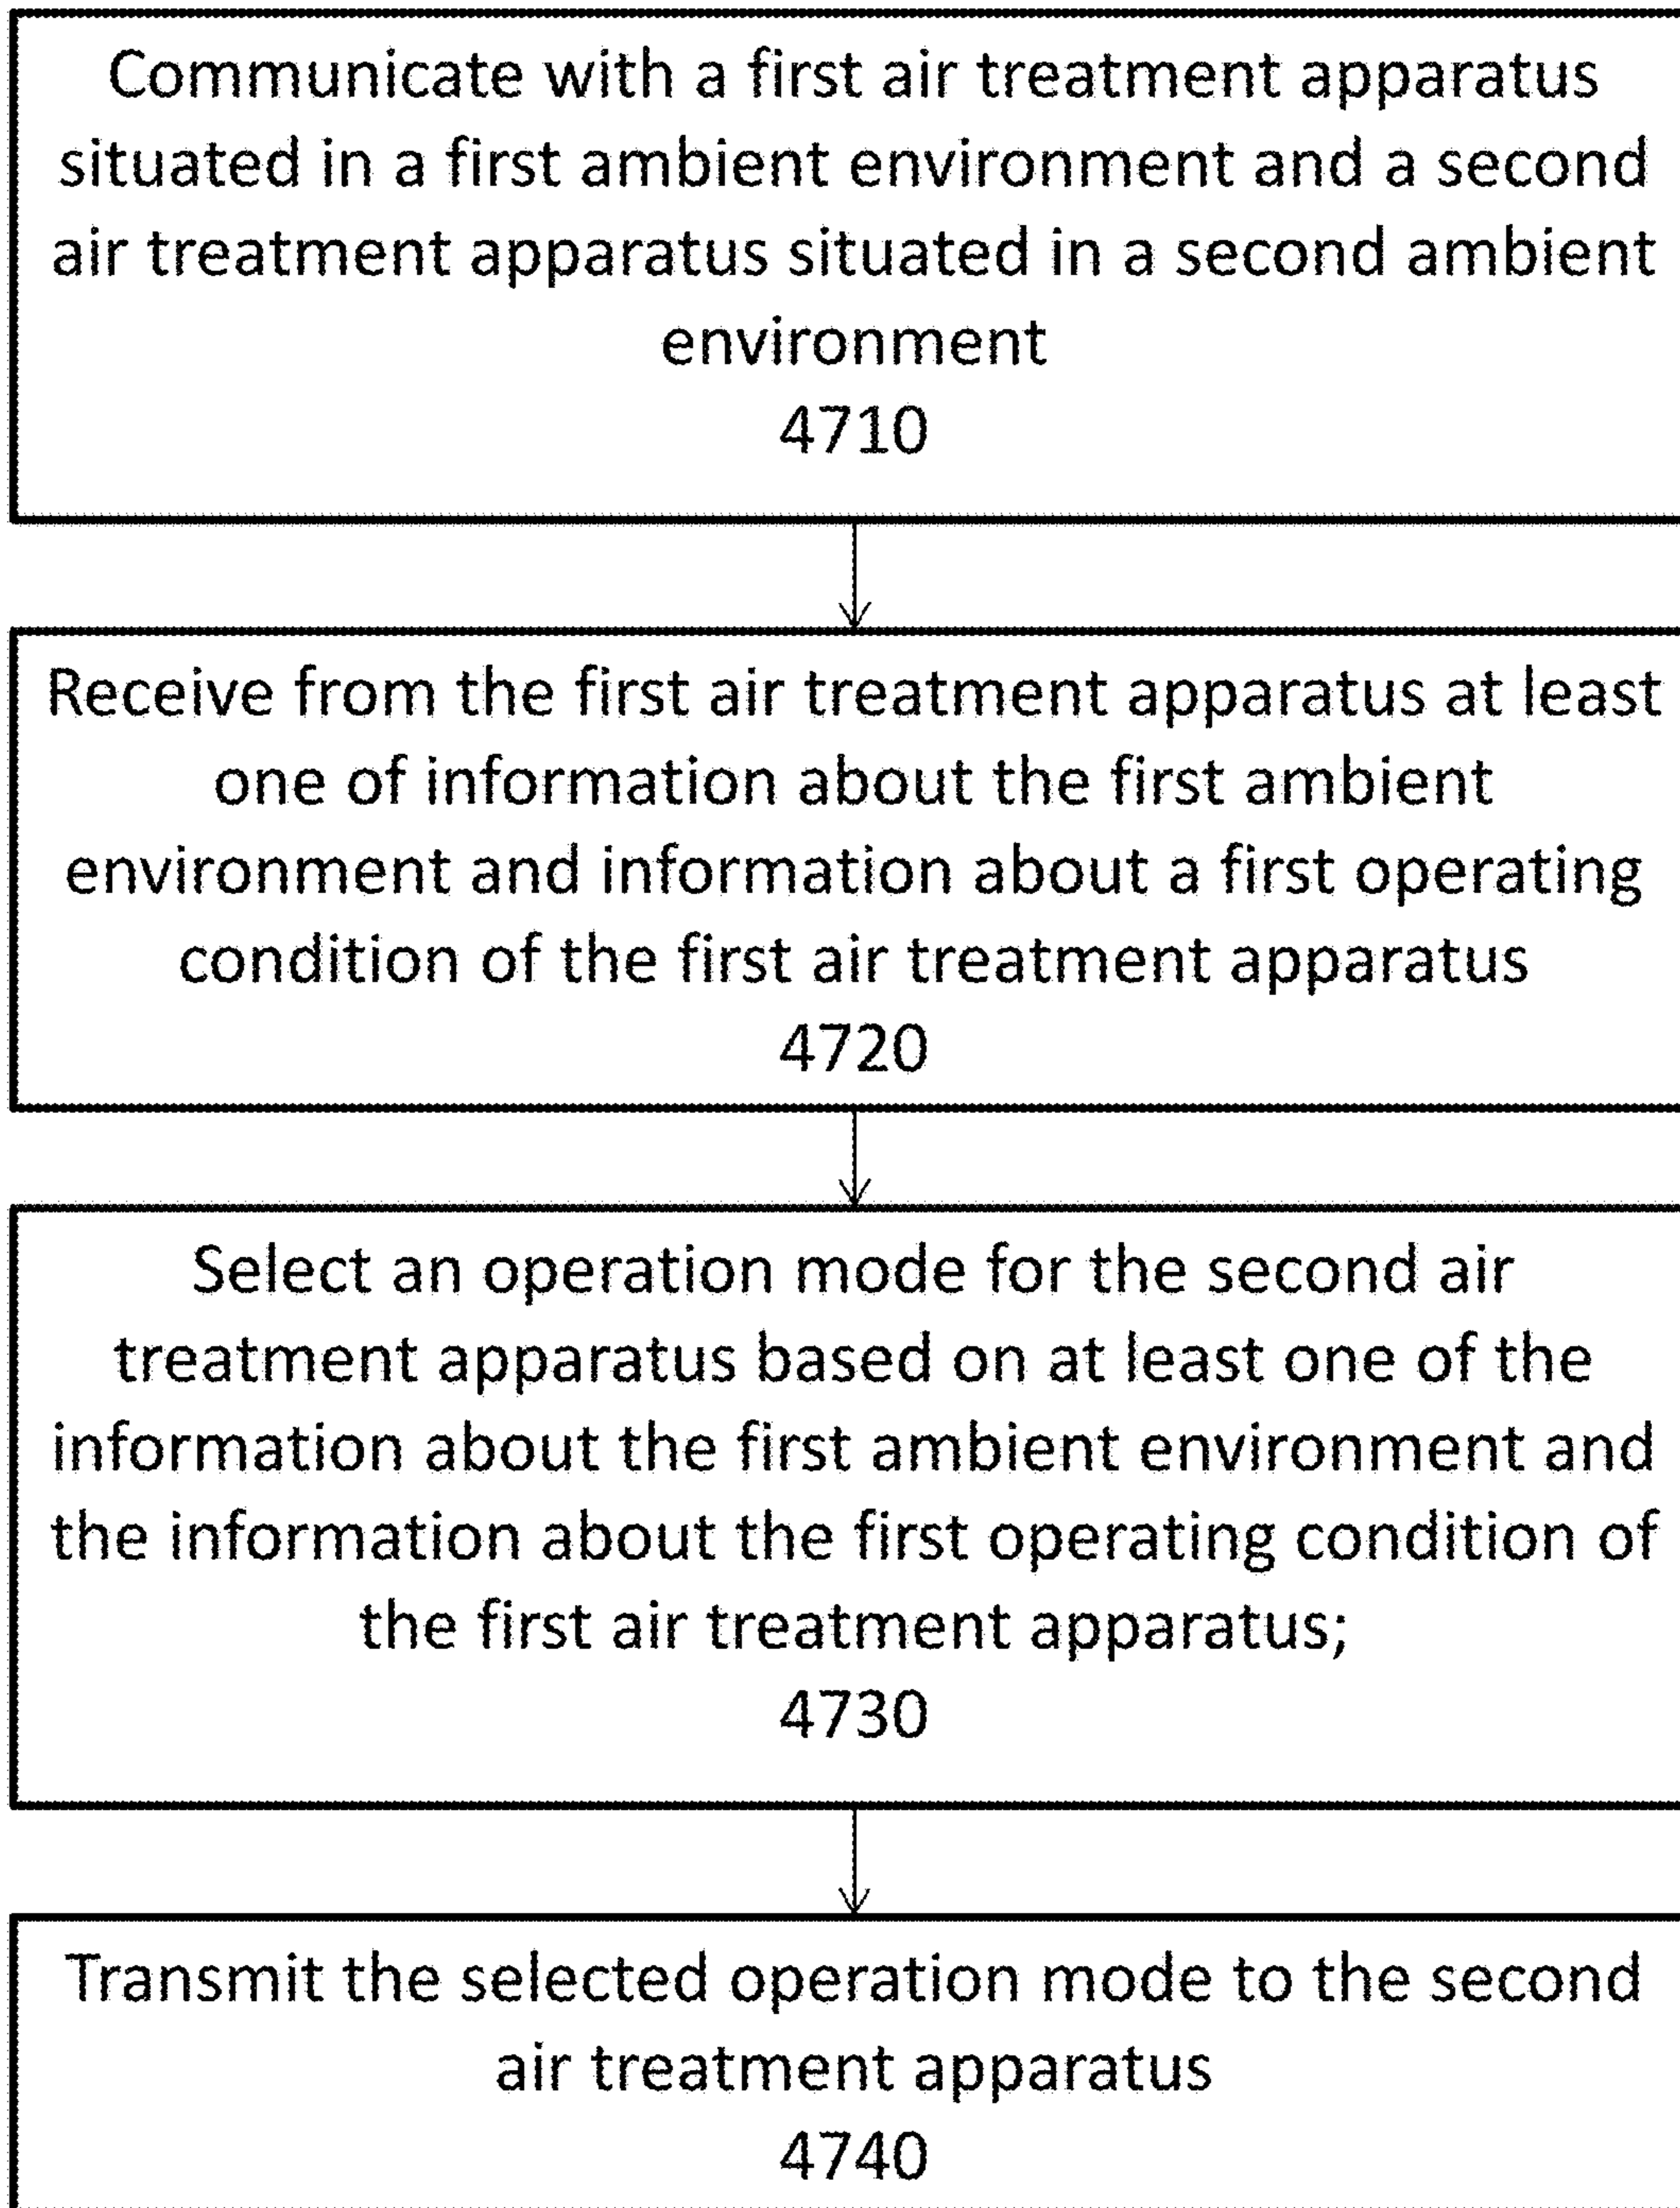 Communicate with a first air treatment apparatus
situated in a first ambient environment and a second
air treatment apparatus situated in a second ambient
environment
4710
Receive from the first air treatment apparatus at least
one of information about the first ambient
environment and information about a first operating
condition of the first air treatment apparatus
4720
Select an operation mode for the second air
treatment apparatus based on at least one of the
information about the first ambient environment and
the information about the first operating condition of
the first air treatment apparatus;
4730
Transmit the selected operation mode to the second
air treatment apparatus
4740